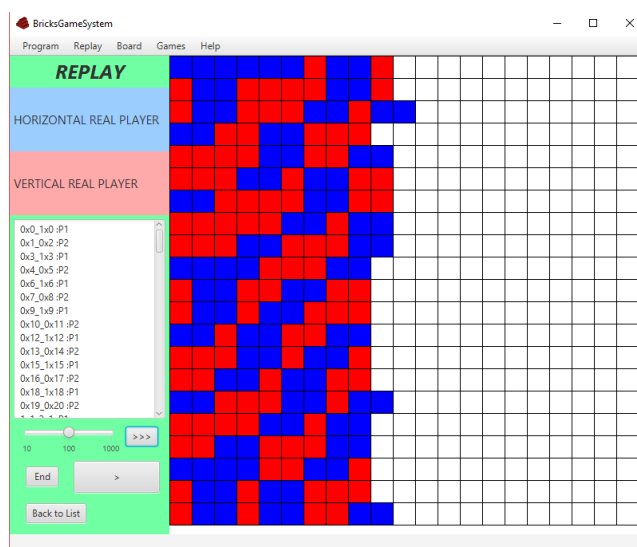 BricksGameSystem
Program Replay Board Games Help
REPLAY
HORIZONTAL REAL PLAYER
VERTICAL REAL PLAYER
0x0_1x0 :P1
0x1_0x2 :P2
0x3_1x3 :P1
0x4_0x5 :P2
0x6_1x6 :P1
0x7_0x8 :P2
0x9_1x9 :P1
0x10_0x11 :P2
0x12_1x12 :P1
0x13_0x14 :P2
0x15_1x15 :P1
0x16_0x17 :P2
0x18_1x18 :P1
0x19_0x20 :P2
>>>
10 100 1000
End >
Back to List